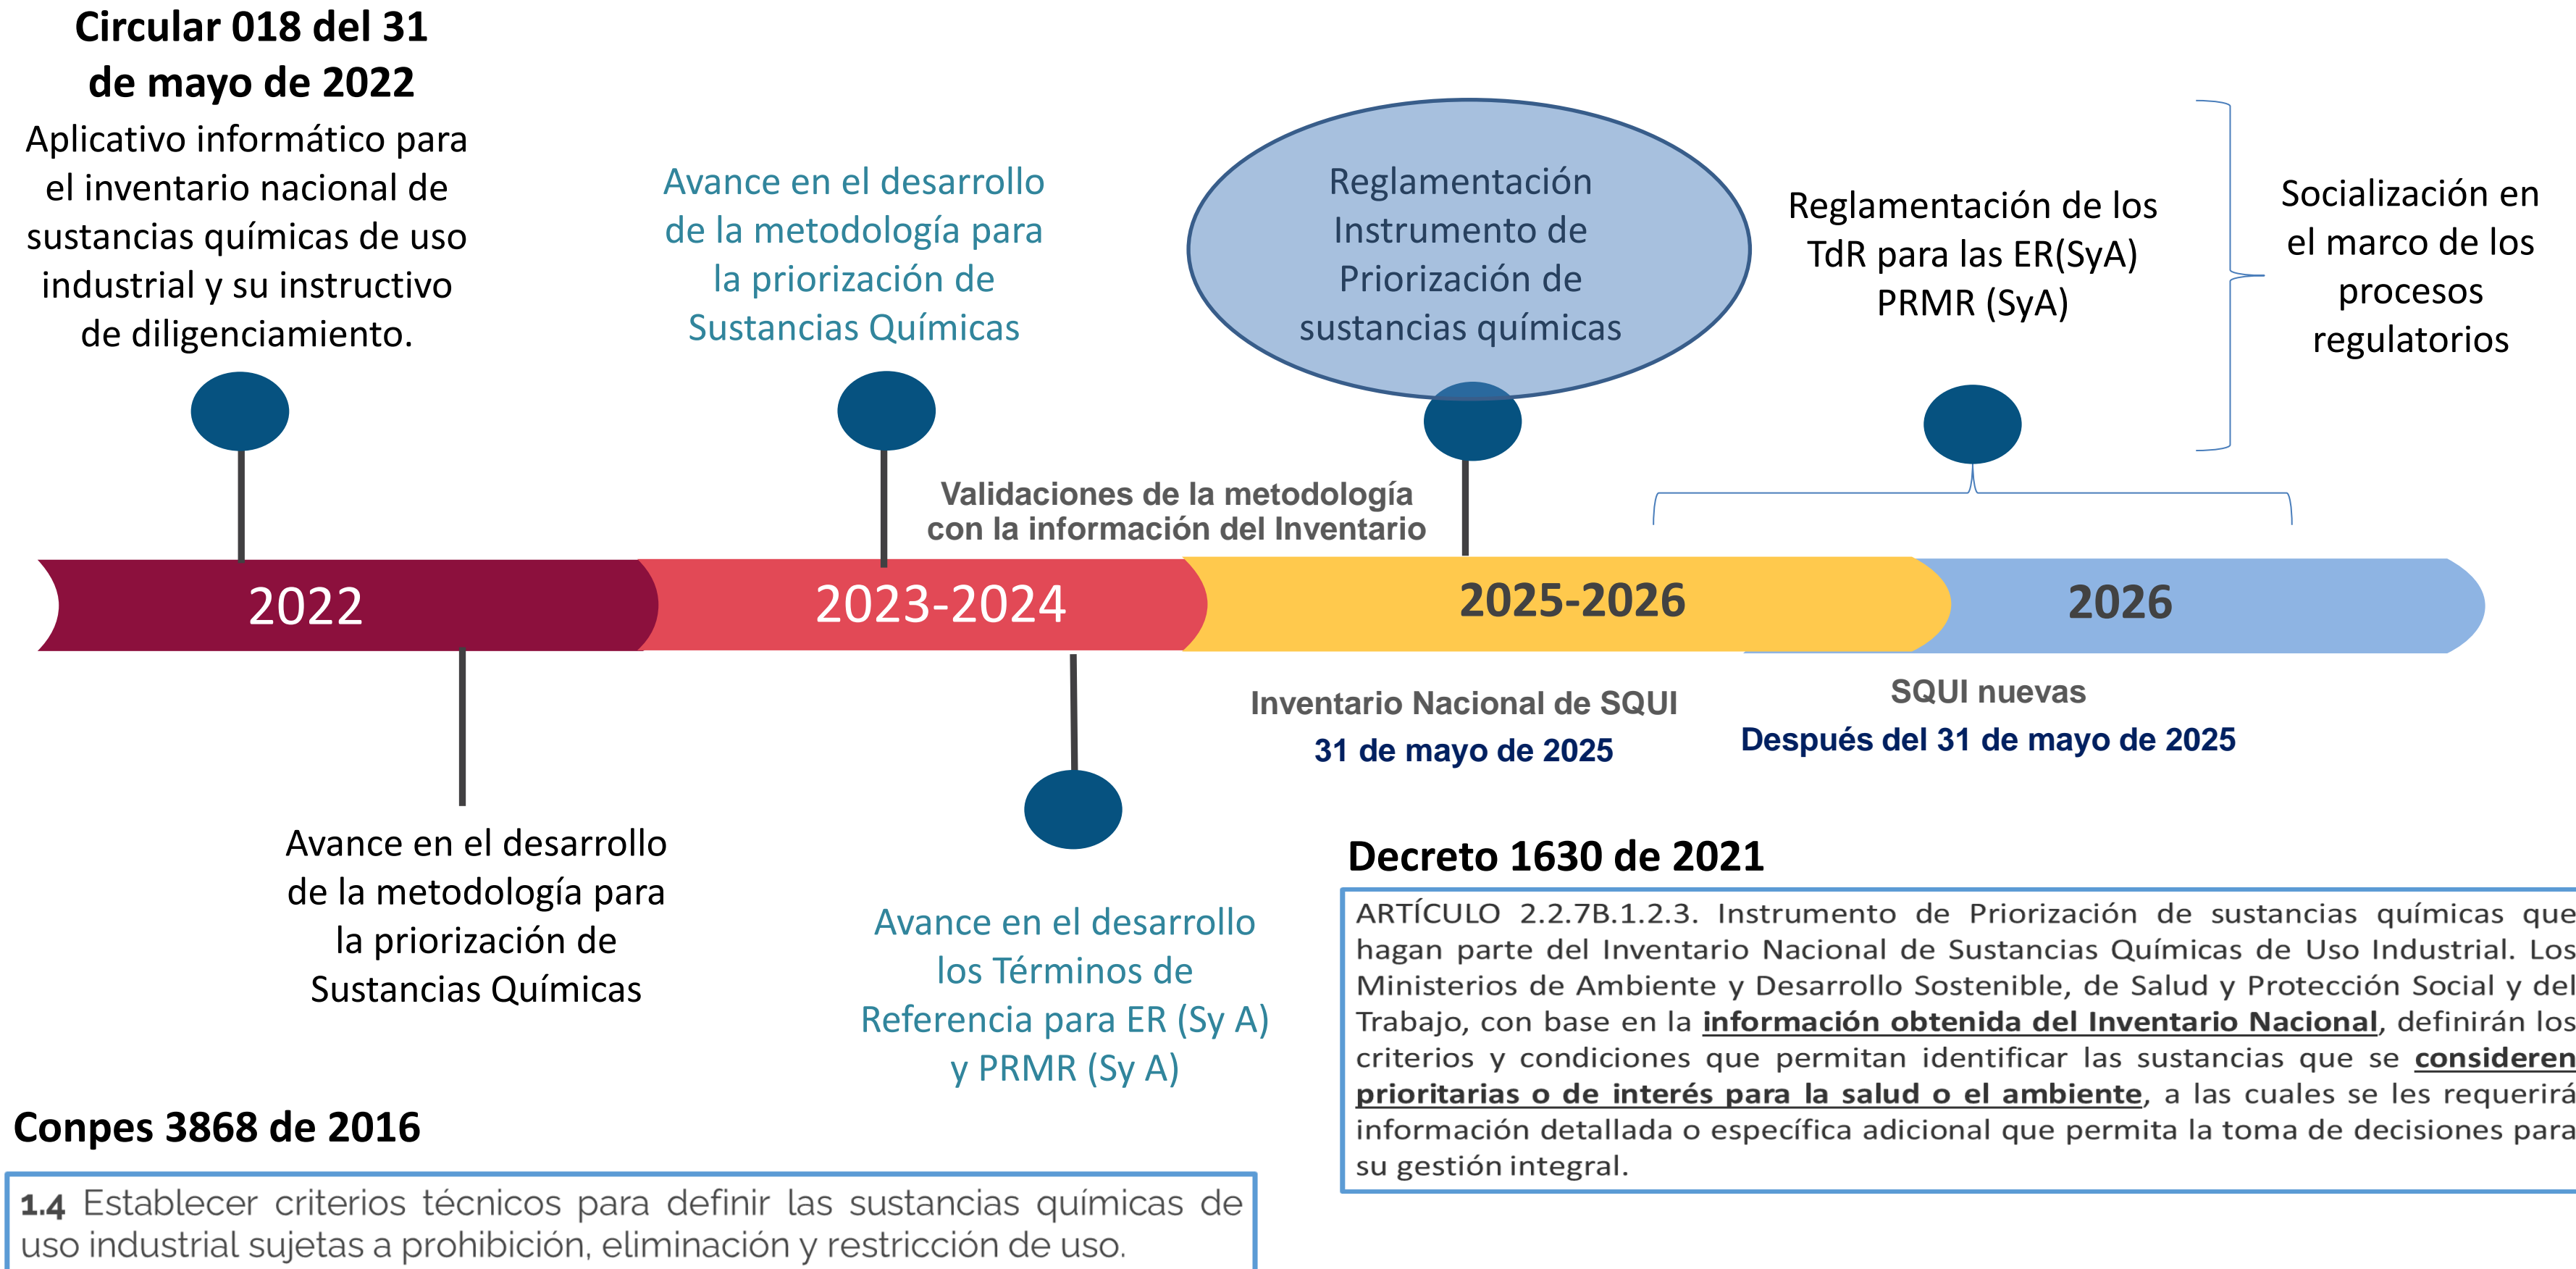 Circular 018 del 31
de mayo de 2022
Aplicativo informático para
el inventario nacional de
sustancias químicas de uso
industrial y su instructivo
de diligenciamiento.
Avance en el desarrollo
de la metodología para
la priorización de
Sustancias Químicas
Reglamentación
Instrumento de
Priorización de
sustancias químicas
Reglamentación de los
TdR para las ER(SyA)
PRMR (SyA)
Socialización en
el marco de los
procesos
regulatorios
Validaciones de la metodología
con la información del Inventario
2022
2023-2024
2025-2026
2026
Inventario Nacional de SQUI
31 de mayo de 2025
SQUI nuevas
Después del 31 de mayo de 2025
Avance en el desarrollo
de la metodología para
la priorización de
Sustancias Químicas
Avance en el desarrollo
los Términos de
Referencia para ER (Sy A)
y PRMR (Sy A)
Decreto 1630 de 2021
ARTÍCULO 2.2.7B.1.2.3. Instrumento de Priorización de sustancias químicas que
hagan parte del Inventario Nacional de Sustancias Químicas de Uso Industrial. Los
Ministerios de Ambiente y Desarrollo Sostenible, de Salud y Protección Social y del
Trabajo, con base en la información obtenida del Inventario Nacional, definirán los
criterios y condiciones que permitan identificar las sustancias que se consideren
prioritarias o de interés para la salud o el ambiente, a las cuales se les requerirá
información detallada o específica adicional que permita la toma de decisiones para
su gestión integral.
Conpes 3868 de 2016
1.4 Establecer criterios técnicos para definir las sustancias químicas de
uso industrial sujetas a prohibición, eliminación y restricción de uso.